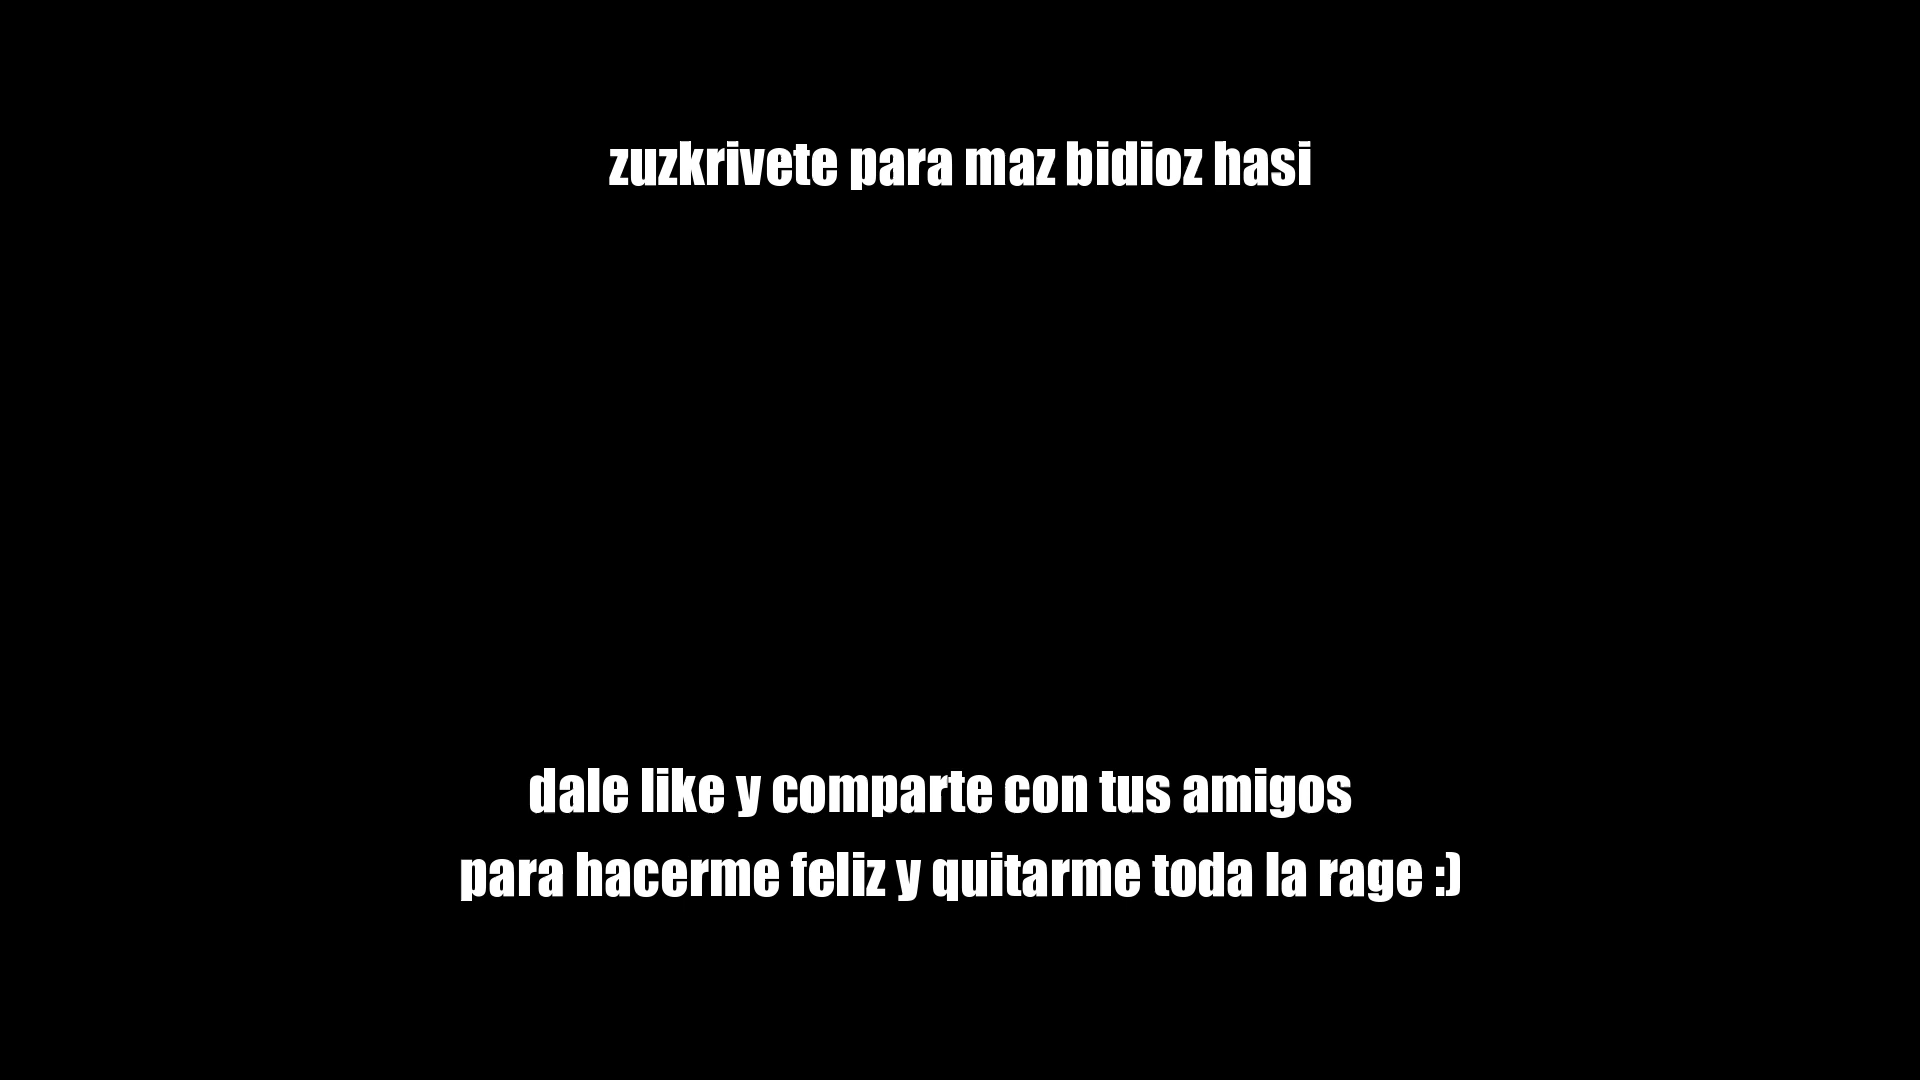 zuzkrivete para maz bidioz hasi
dale like y comparte con tus amigos
para hacerme feliz y quitarme toda la rage :)